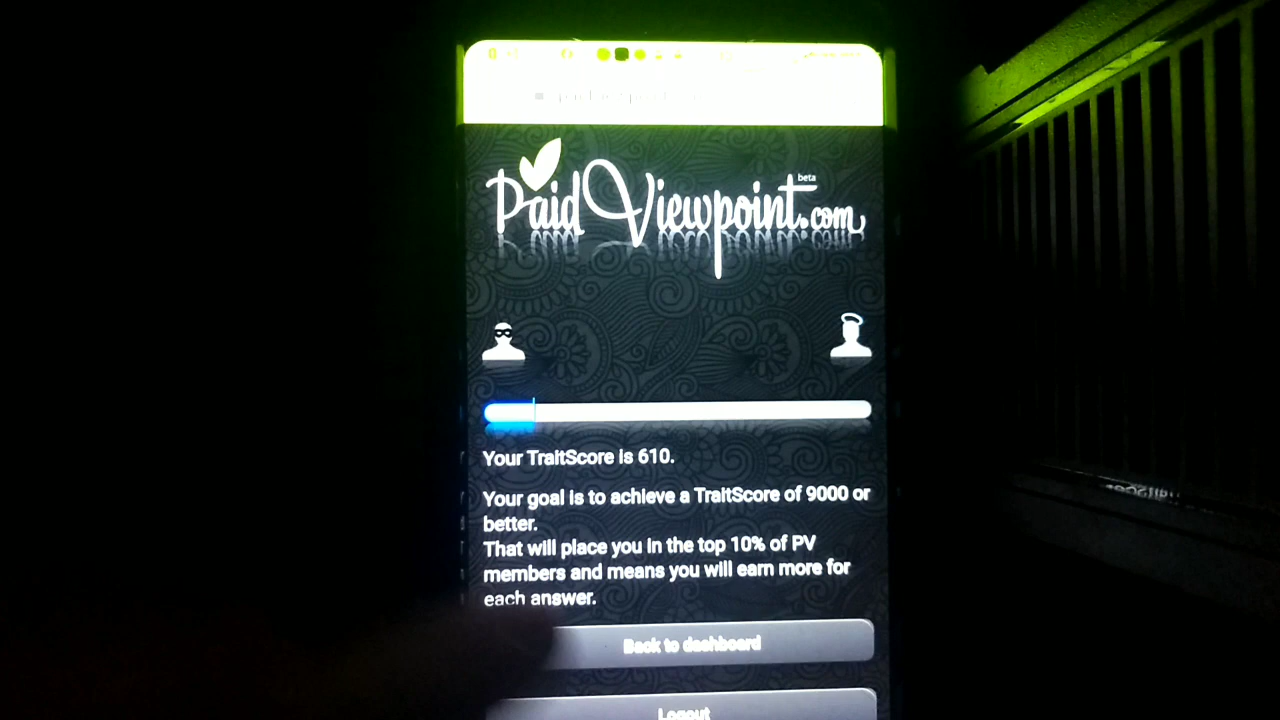 PaidViewpoint.com
beta
Your TraitScore is 610.
Your goal is to achieve a TraitScore of 9000 or
better.
That will place you in the top 10% of PV
members and means you will earn more for
each answer.
Back to dashboard
Logout